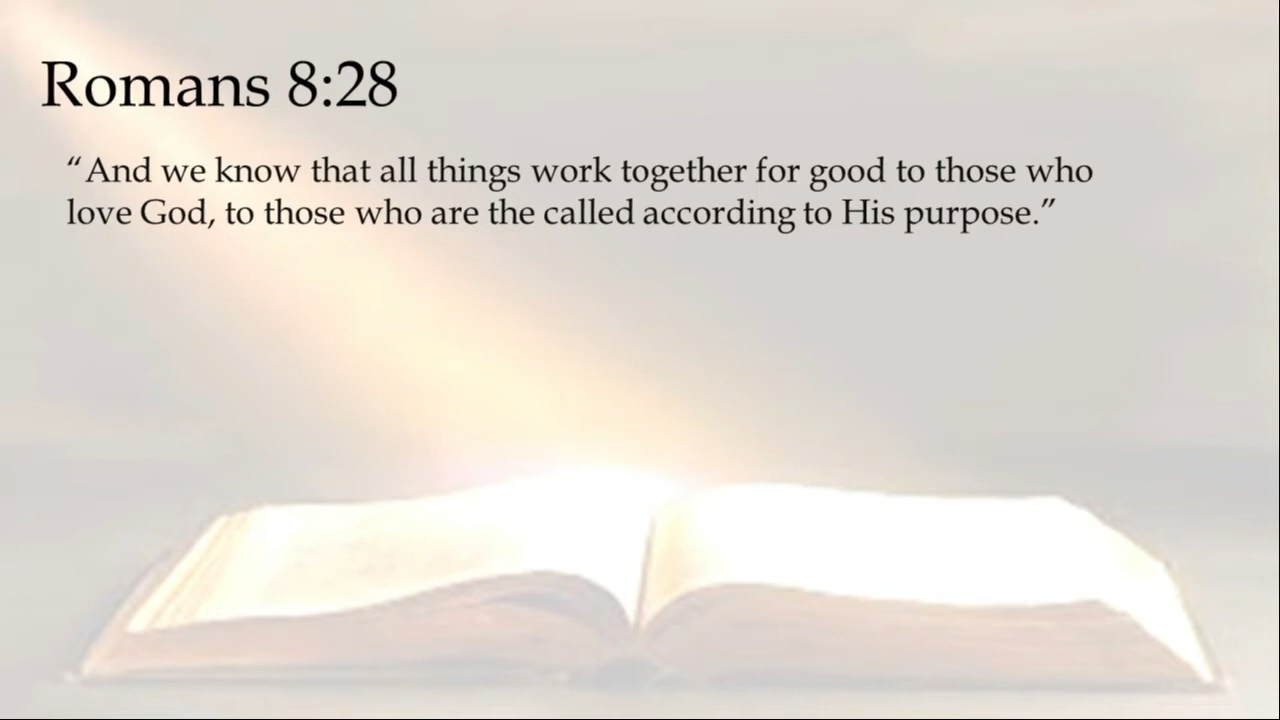 Romans 8:28
“And we know that all things work together for good to those who
love God, to those who are the called according to His purpose.”